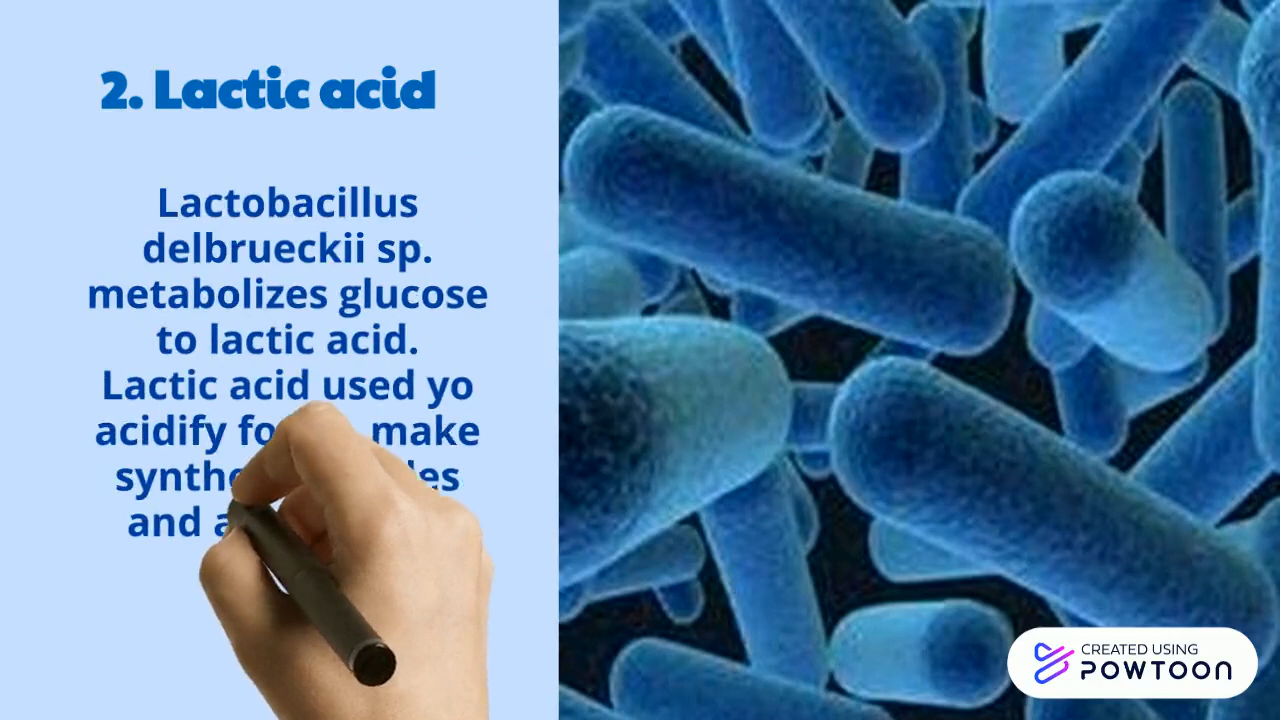 2. Lactic acid
Lactobacillus
delbrueckii sp.
metabolizes glucose
to lactic acid.
Lactic acid used yo
acidify make
and
CREATED USING
POWTOON